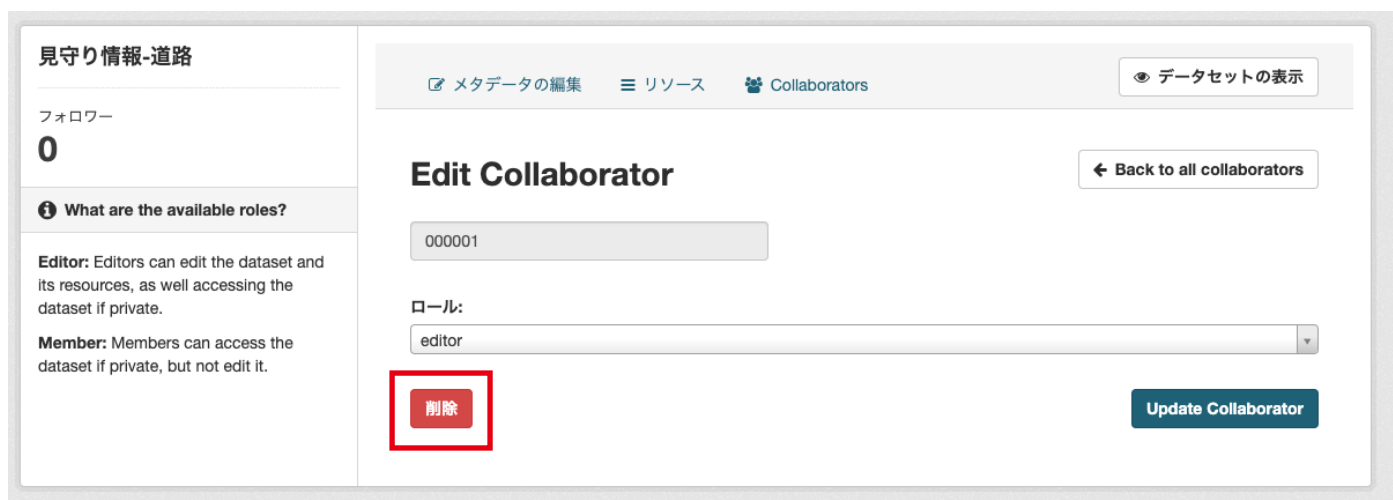 見守り情報-道路
フォロワー
0
What are the available roles?
Editor: Editors can edit the dataset and
its resources, as well accessing the
dataset if private.
Member: Members can access the
dataset if private, but not edit it.
メタデータの編集
リソース
Collaborators
データセットの表示
Edit Collaborator
Back to all collaborators
000001
ロール:
editor
削除
Update Collaborator